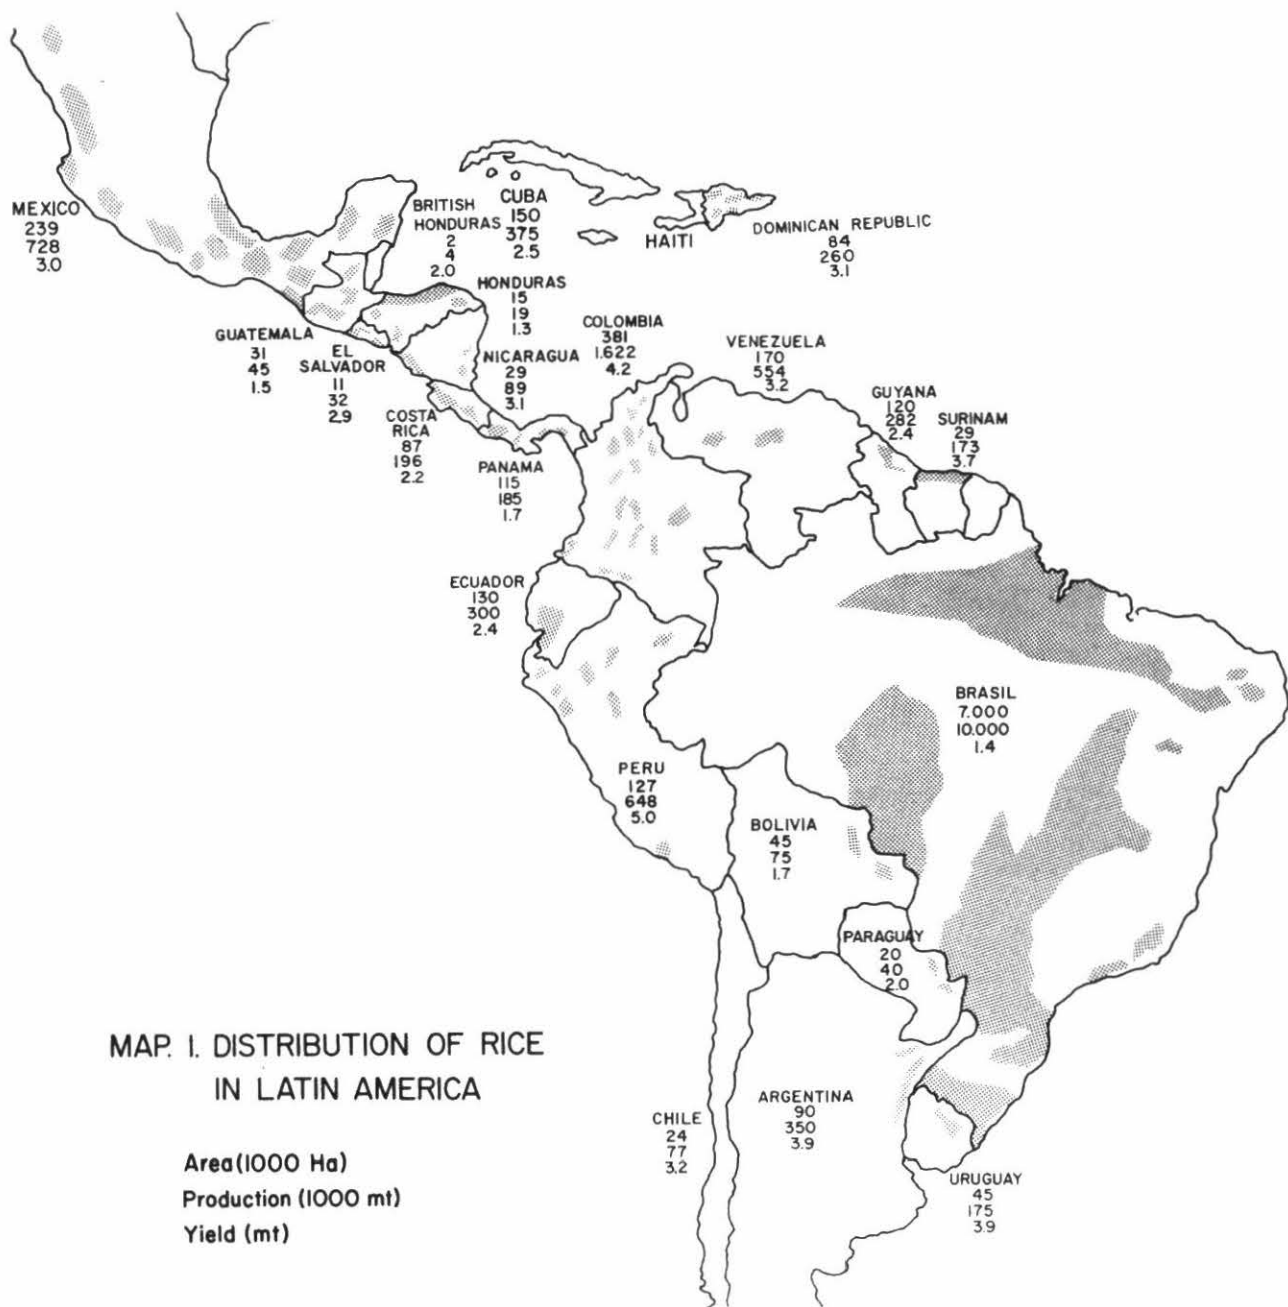 MEXICO
239
728
3.0
BRITISH
HONDURAS
2
4
2.0
CUBA
150
375
2.5
HAITI
DOMINICAN REPUBLIC
84
260
3.1
HONDURAS
15
19
1.3
GUATEMALA
31
45
1.5
EL
SALVADOR
11
32
2.9
NICARAGUA
29
89
3.1
COLOMBIA
381
1.622
4.2
VENEZUELA
170
554
3.2
GUYANA
120
282
2.4
SURINAM
29
173
3.7
COSTA
RICA
87
196
2.2
PANAMA
115
185
1.7
ECUADOR
130
300
2.4
BRASIL
7.000
10.000
1.4
PERU
127
648
5.0
BOLIVIA
45
75
1.7
PARAGUAY
20
40
2.0
MAP. 1. DISTRIBUTION OF RICE
IN LATIN AMERICA
Area(1000 Ha)
Production (1000 mt)
Yield (mt)
CHILE
24
77
3.2
ARGENTINA
90
350
3.9
URUGUAY
45
175
3.9